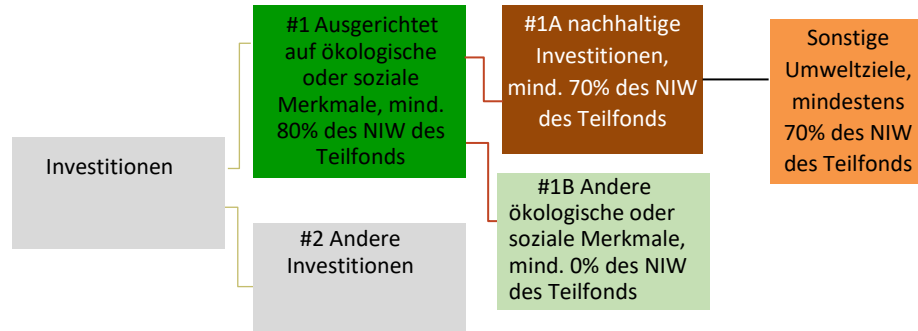 Investitionen
#1 Ausgerichtet
auf ökologische
oder soziale
Merkmale, mind.
80% des NIW des
Teilfonds
#2 Andere
Investitionen
#1A nachhaltige
Investitionen,
mind. 70% des NIW
des Teilfonds
#1B Andere
ökologische oder
soziale Merkmale,
mind. 0% des NIW
des Teilfonds
Sonstige
Umweltziele,
mindestens
70% des NIW
des Teilfonds